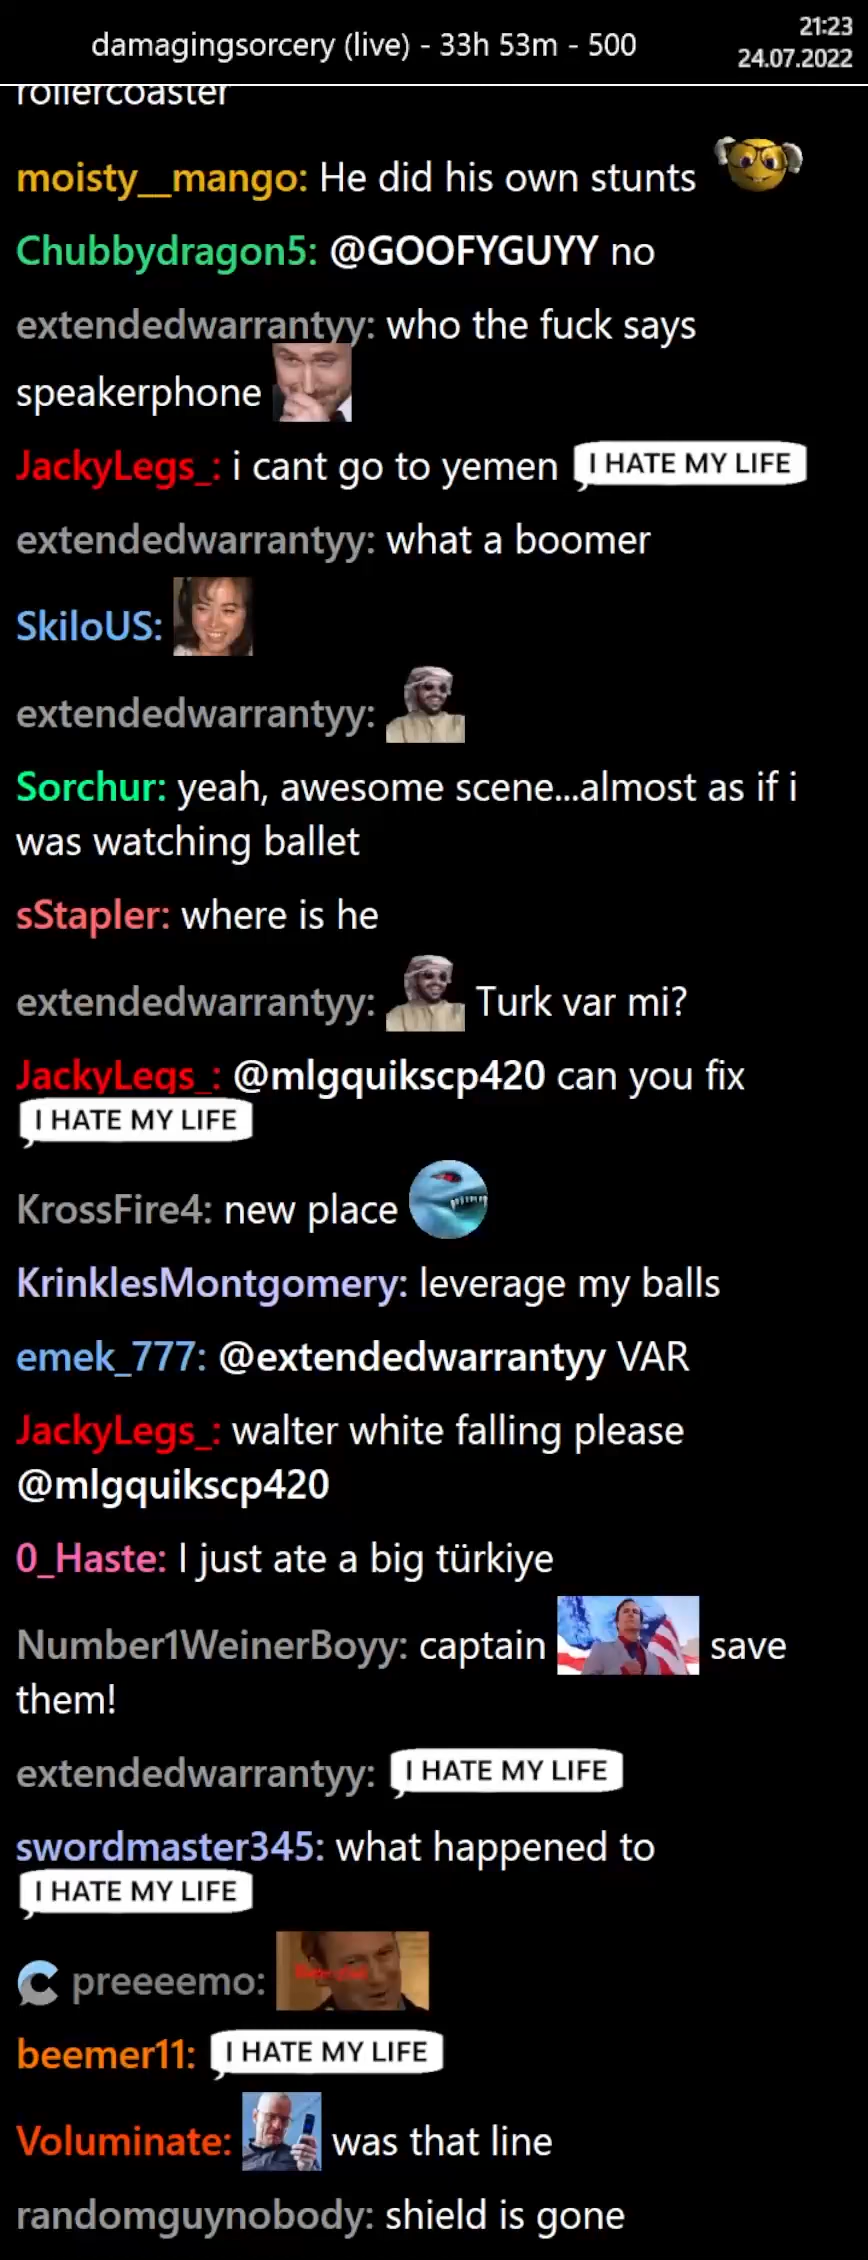 damagingsorcery (live) - 33h 53m - 500
21:23
24.07.2022
rollercoaster
moisty__mango: He did his own stunts
Chubbydragon5: @GOOFYGUYY no
extendedwarrantyy: who the fuck says
speakerphone
JackyLegs_: i cant go to yemen I HATE MY LIFE
extendedwarrantyy: what a boomer
SkiloUS:
extendedwarrantyy:
Sorchur: yeah, awesome scene...almost as if i
was watching ballet
sStapler: where is he
extendedwarrantyy: Turk var mi?
JackyLegs_: @mlgquikscp420 can you fix
I HATE MY LIFE
KrossFire4: new place
KrinklesMontgomery: leverage my balls
emek_777: @extendedwarrantyy VAR
JackyLegs_: walter white falling please
@mlgquikscp420
0_Haste: I just ate a big türkiye
Number1WeinerBoyy: captain save
them!
extendedwarrantyy: I HATE MY LIFE
swordmaster345: what happened to
I HATE MY LIFE
preeeemo:
beemer11: I HATE MY LIFE
Voluminate: was that line
randomguynobody: shield is gone